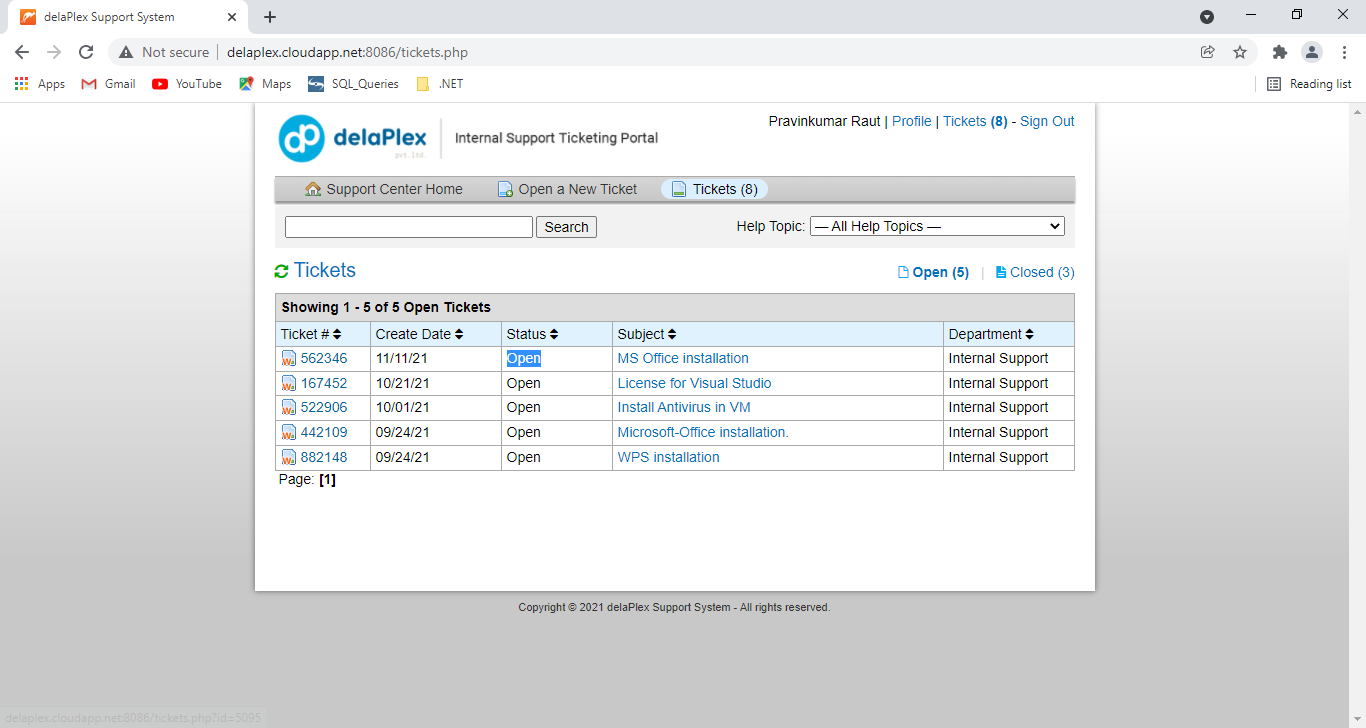 delaPlex Support System
Not secure | delaplex.cloudapp.net:8086/tickets.php
Apps Gmail YouTube Maps SQL_Queries .NET Reading list
dp delaPlex pvt.ltd. Internal Support Ticketing Portal
Pravinkumar Raut | Profile | Tickets (8) - Sign Out
Support Center Home Open a New Ticket Tickets (8)
Search Help Topic: — All Help Topics —
Tickets Open (5) | Closed (3)
Showing 1 - 5 of 5 Open Tickets
Ticket # Create Date Status Subject Department
562346 11/11/21 Open MS Office installation Internal Support
167452 10/21/21 Open License for Visual Studio Internal Support
522906 10/01/21 Open Install Antivirus in VM Internal Support
442109 09/24/21 Open Microsoft-Office installation. Internal Support
882148 09/24/21 Open WPS installation Internal Support
Page: [1]
Copyright © 2021 delaPlex Support System - All rights reserved.
delaplex.cloudapp.net:8086/tickets.php?id=5095